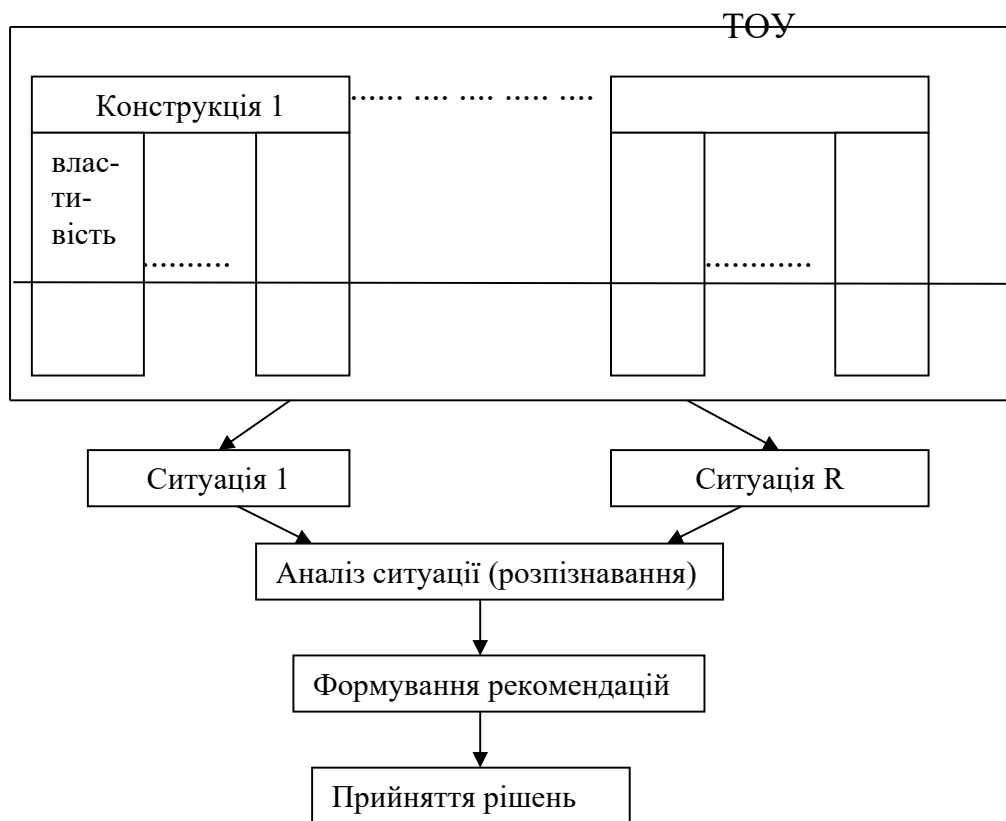 ТОУ
Конструкція 1
...... .... .... ..... ....
влас-
ти-
вість
..........
............
Ситуація 1
Ситуація R
Аналіз ситуації (розпізнавання)
Формування рекомендацій
Прийняття рішень